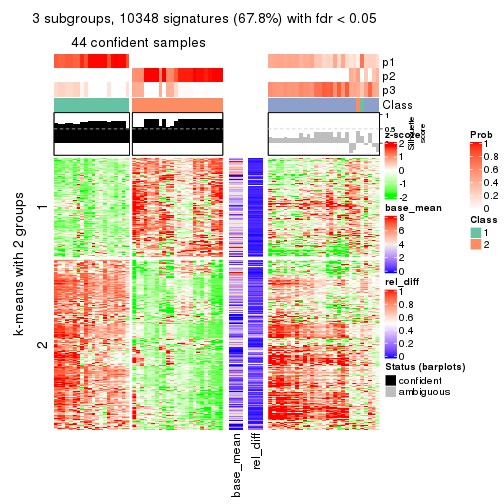 3 subgroups, 10348 signatures (67.8%) with fdr < 0.05
44 confident samples
p1
p2
p3
Class
1
0.5
0
Silhouette
score
k-means with 2 groups
1
2
base_mean
rel_diff
z-score
2
1
0
-1
-2
base_mean
8
6
4
2
0
rel_diff
1
0.8
0.6
0.4
0.2
0
Status (barplots)
confident
ambiguous
Prob
1
0.8
0.6
0.4
0.2
0
Class
1
2